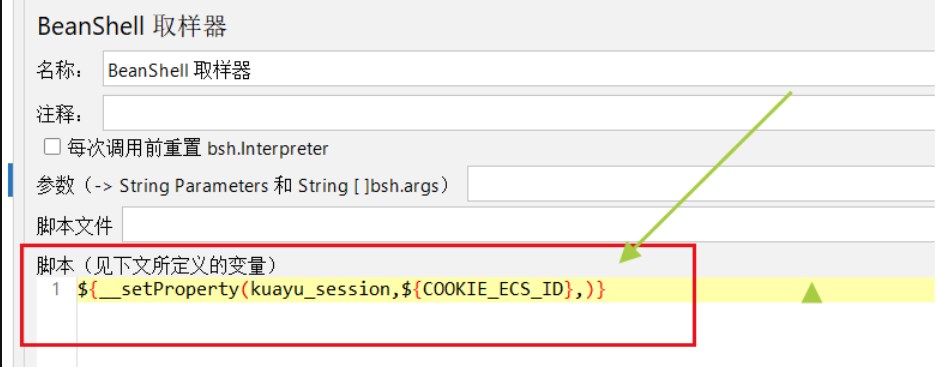 BeanShell 取样器
名称： BeanShell 取样器
注释：
每次调用前重置 bsh.Interpreter
参数（-> String Parameters 和 String [ ]bsh.args）
脚本文件
脚本（见下文所定义的变量）
1 ${__setProperty(kuayu_session,${COOKIE_ECS_ID},)}